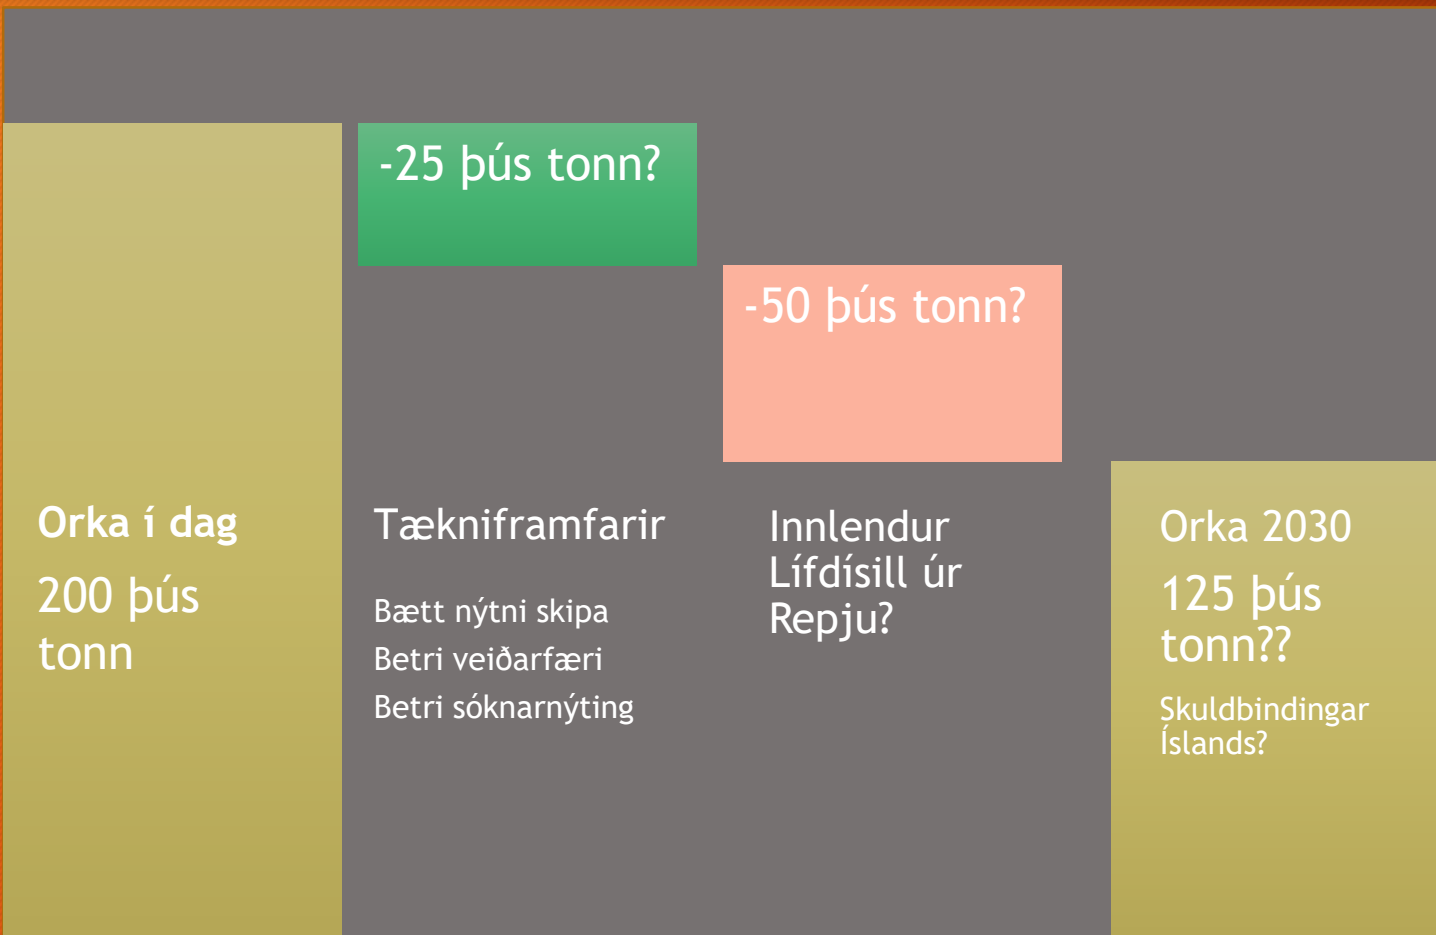 -25 þús tonn?
-50 þús tonn?
Orka í dag
200 þús
tonn
Tækniframfarir
Bætt nýtni skipa
Betri veiðarfæri
Betri sóknarnýting
Innlendur
Lífdísill úr
Repju?
Orka 2030
125 þús
tonn??
Skuldbindingar
Íslands?